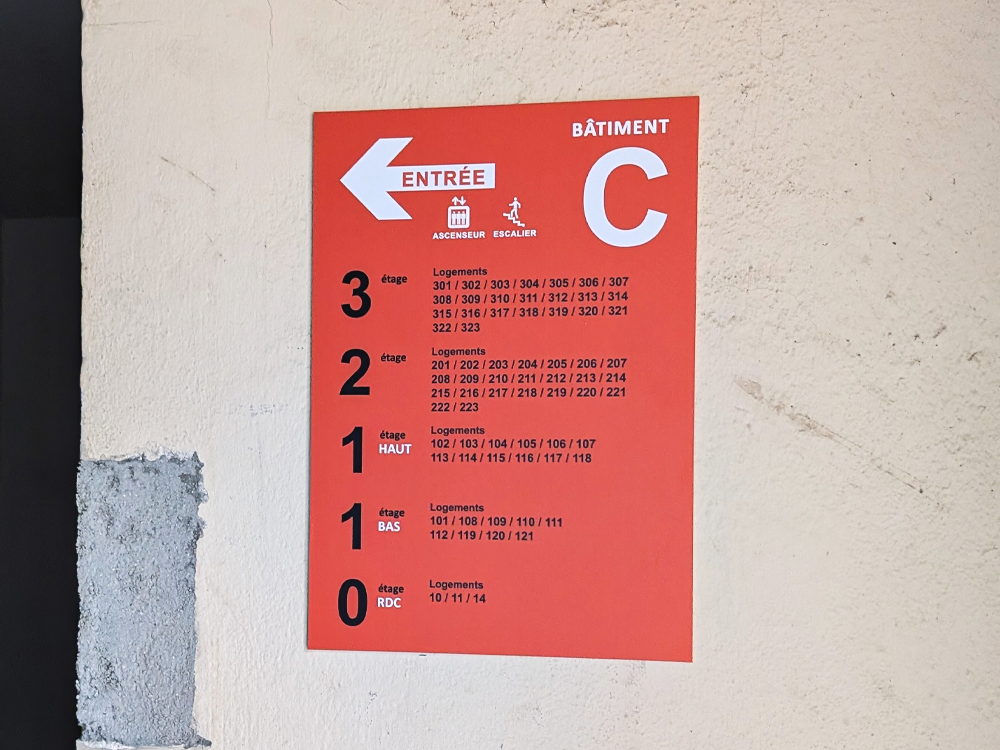 BÂTIMENT
C
ENTRÉE
ASCENSEUR ESCALIER
3 étage
Logements
301 / 302 / 303 / 304 / 305 / 306 / 307
308 / 309 / 310 / 311 / 312 / 313 / 314
315 / 316 / 317 / 318 / 319 / 320 / 321
322 / 323
2 étage
Logements
201 / 202 / 203 / 204 / 205 / 206 / 207
208 / 209 / 210 / 211 / 212 / 213 / 214
215 / 216 / 217 / 218 / 219 / 220 / 221
222 / 223
1 étage
HAUT
Logements
102 / 103 / 104 / 105 / 106 / 107
113 / 114 / 115 / 116 / 117 / 118
1 étage
BAS
Logements
101 / 108 / 109 / 110 / 111
112 / 119 / 120 / 121
0 étage
RDC
Logements
10 / 11 / 14